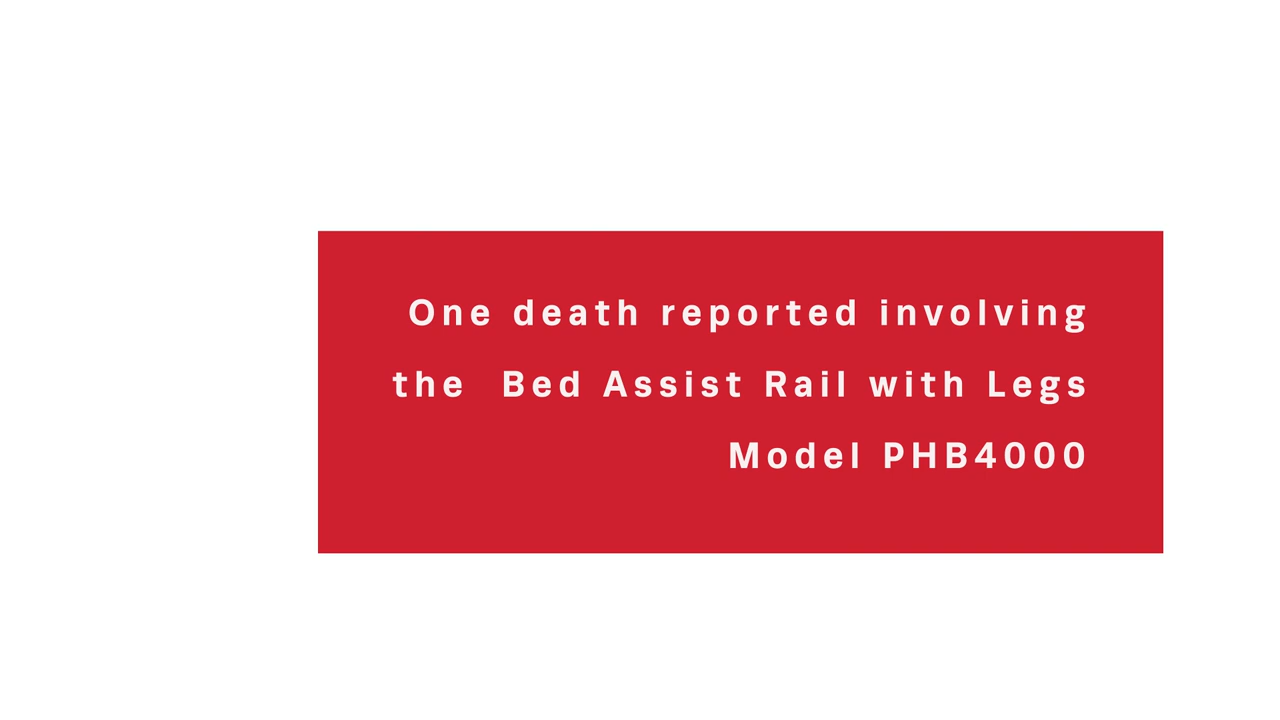 One death reported involving
the  Bed Assist Rail with Legs
Model PHB4000